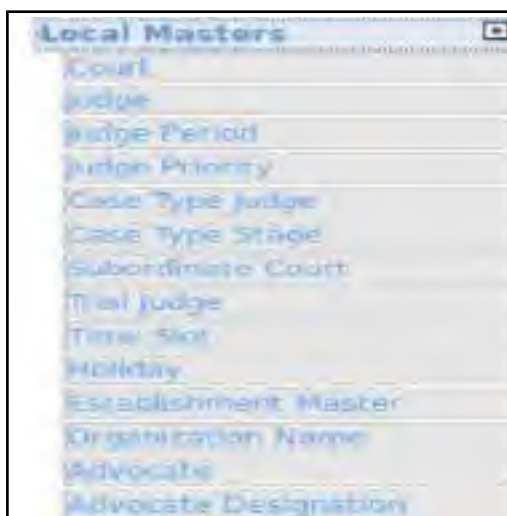 Local Masters
Court
Judge
Judge Period
Judge Priority
Case Type Judge
Case Type Stage
Subordinate Court
Trial Judge
Time Slot
Holiday
Establishment Master
Organization Name
Advocate
Advocate Designation